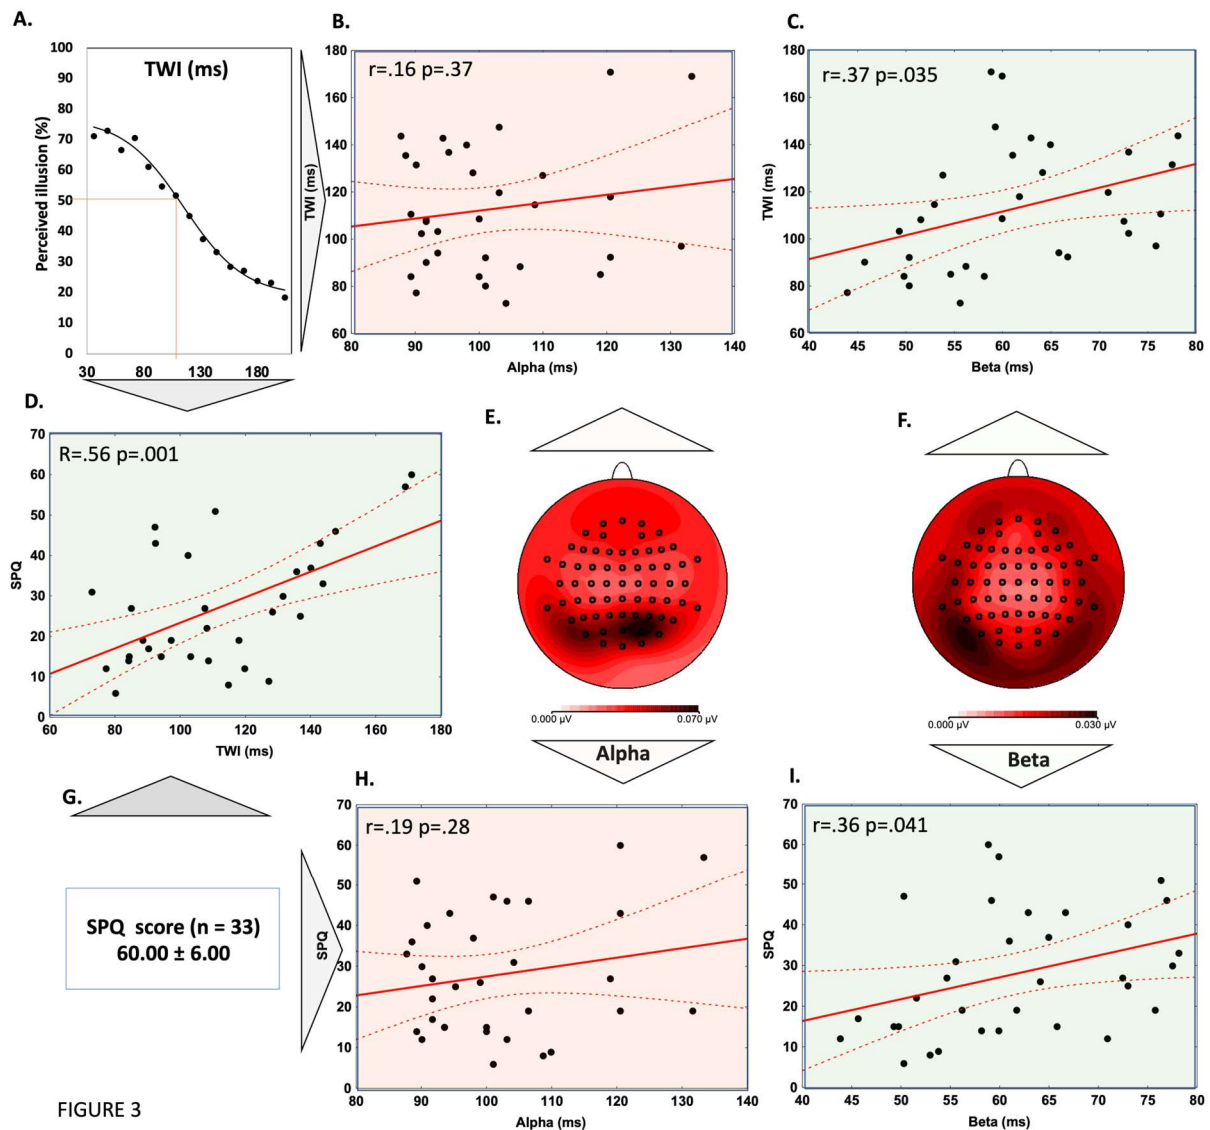 A.
B.
C.
100
90
80
70
60
50
40
30
20
10
0
Perceived illusion (%)
TWI (ms)
30 80 130 180
180
160
140
120
100
80
60
TWI (ms)
r=.16 p=.37
80 90 100 110 120 130 140
Alpha (ms)
180
160
140
120
100
80
60
TWI (ms)
r=.37 p=.035
40 45 50 55 60 65 70 75 80
Beta (ms)
D.
E.
F.
70
60
50
40
30
20
10
0
SPQ
R=.56 p=.001
60 80 100 120 140 160 180
TWI (ms)
0.000 µV 0.070 µV
Alpha
0.000 µV 0.030 µV
Beta
G.
H.
I.
SPQ score (n = 33)
60.00 ± 6.00
70
60
50
40
30
20
10
0
SPQ
r=.19 p=.28
80 90 100 110 120 130 140
Alpha (ms)
70
60
50
40
30
20
10
0
SPQ
r=.36 p=.041
40 45 50 55 60 65 70 75 80
Beta (ms)
FIGURE 3